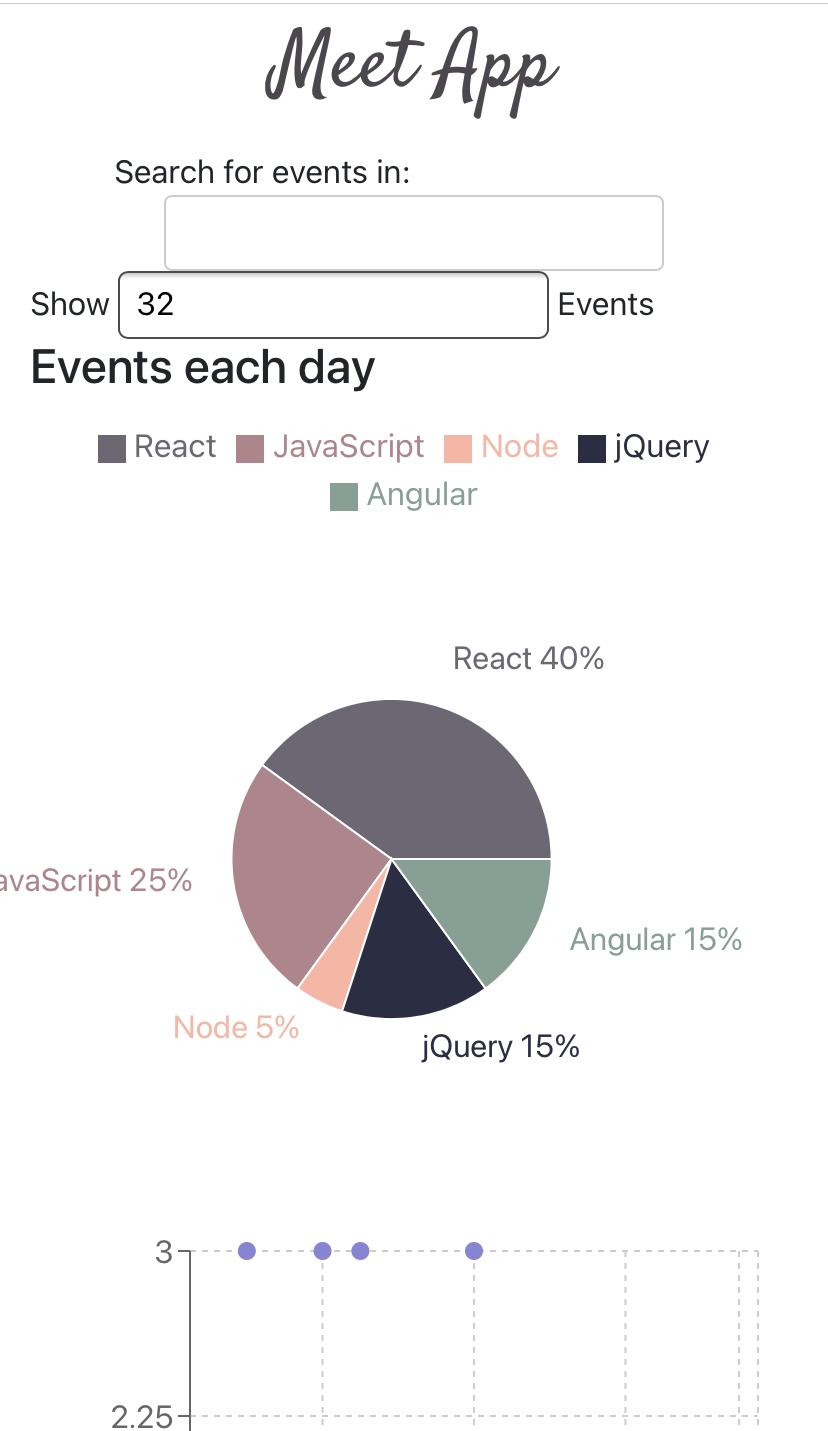 Meet App
Search for events in:
Show 32 Events
Events each day
React JavaScript Node jQuery
Angular
React 40%
avaScript 25%
Angular 15%
Node 5%
jQuery 15%
3
2.25